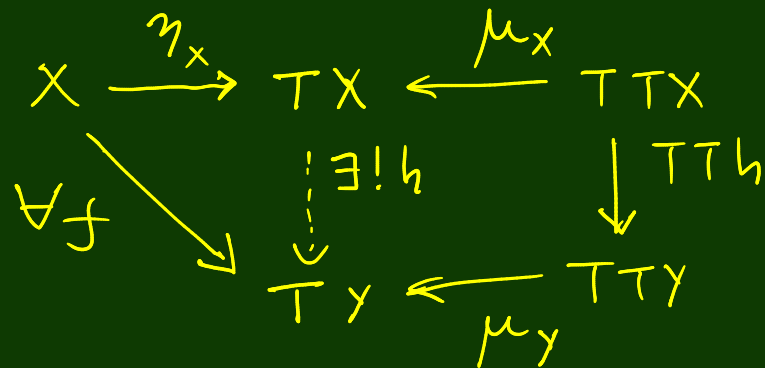 ηₓ μₓ
X TX TTX
∃!h TTh
∀f
TY TTY
μY